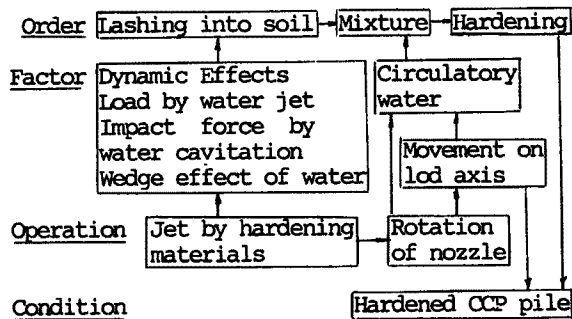 Order Lashing into soil Mixture Hardening
Factor Dynamic Effects
Load by water jet
Impact force by
water cavitation
Wedge effect of water
Circulatory
water
Movement on
lod axis
Operation Jet by hardening
materials
Rotation
of nozzle
Condition Hardened CCP pile